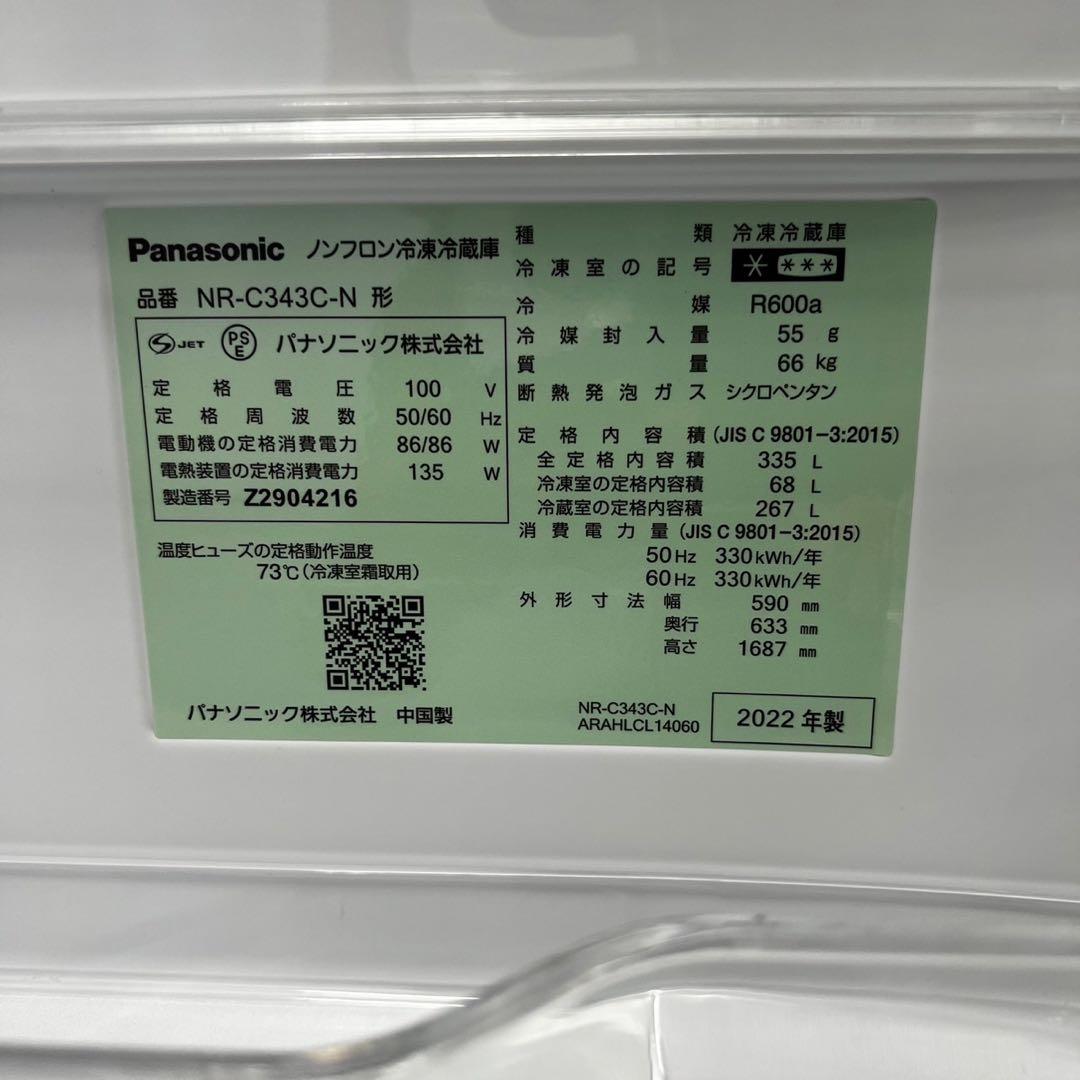 Panasonic ノンフロン冷凍冷蔵庫
品番 NR-C343C-N 形
S JET PS E パナソニック株式会社
定格電圧 100 V
定格周波数 50/60 Hz
電動機の定格消費電力 86/86 W
電熱装置の定格消費電力 135 W
製造番号 Z2904216
温度ヒューズの定格動作温度
73℃(冷凍室霜取用)
パナソニック株式会社 中国製
種類 冷凍冷蔵庫
冷凍室の記号 * ***
冷媒 R600a
冷媒封入量 55 g
質量 66 kg
断熱発泡ガス シクロペンタン
定格内容積 (JIS C 9801-3:2015)
全定格内容積 335 L
冷凍室の定格内容積 68 L
冷蔵室の定格内容積 267 L
消費電力量 (JIS C 9801-3:2015)
50Hz 330kWh/年
60Hz 330kWh/年
外形寸法 幅 590 mm
奥行 633 mm
高さ 1687 mm
NR-C343C-N
ARAHLCL14060
2022年製